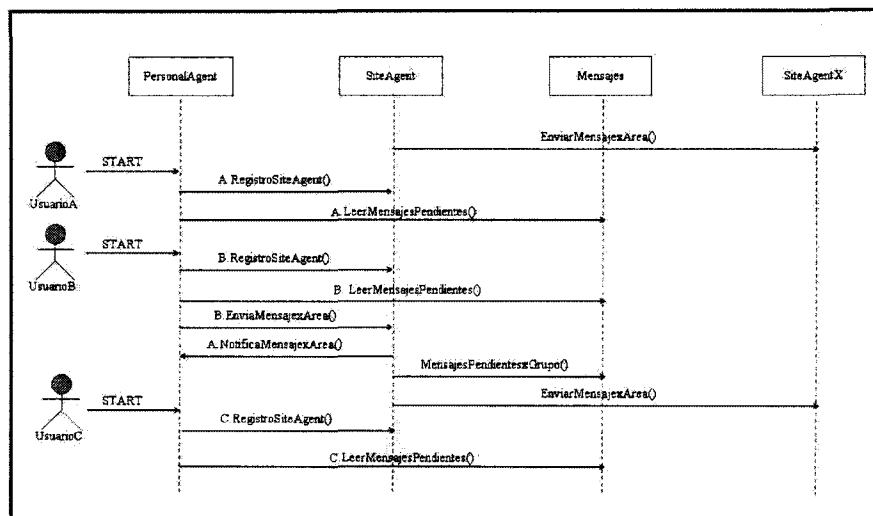 PersonalAgent
SiteAgent
Mensajes
SiteAgentX
EnviarMensajexArea()
START
A.RegistroSiteAgent()
UsuarioA
A.LeerMensajesPendientes()
START
B.RegistroSiteAgent()
UsuarioB
B. LeerMensajesPendientes()
B.EnviaMensajexArea()
A.NotificaMensajexArea()
MensajesPendientesxGrupo()
EnviarMensajexArea()
START
C.RegistroSiteAgent()
UsuarioC
C.LeerMensajesPendientes()